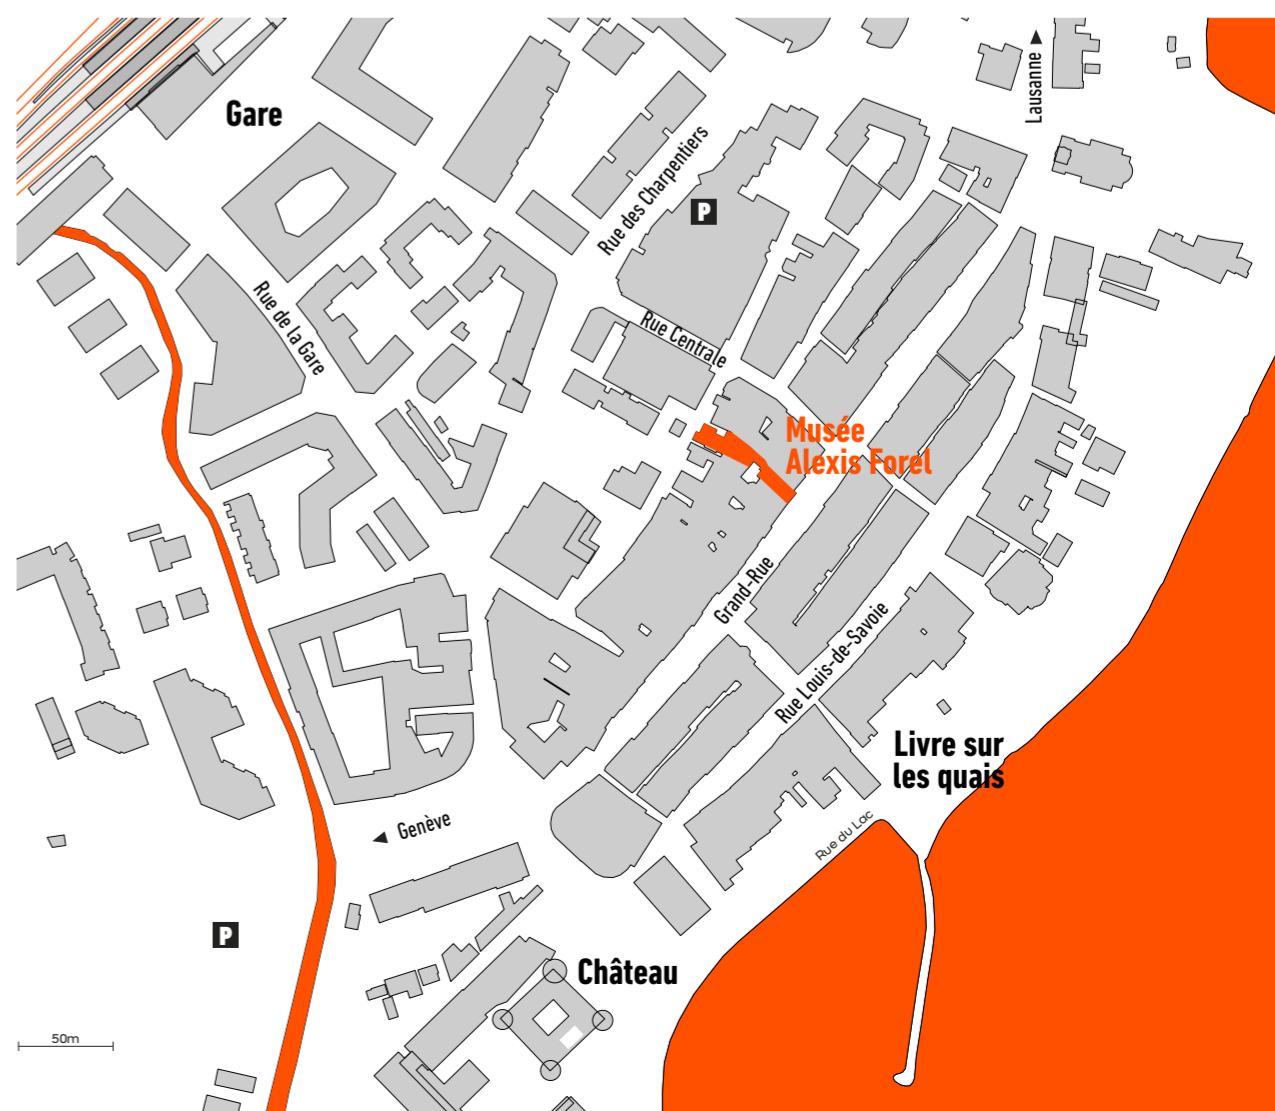 Lausanne
Gare
Rue des Charpentiers
P
Rue de la Gare
Rue Centrale
Musée
Alexis Forel
Grand-Rue
Rue Louis-de-Savoie
Livre sur
les quais
Genève
Rue du Lac
P
Château
50m